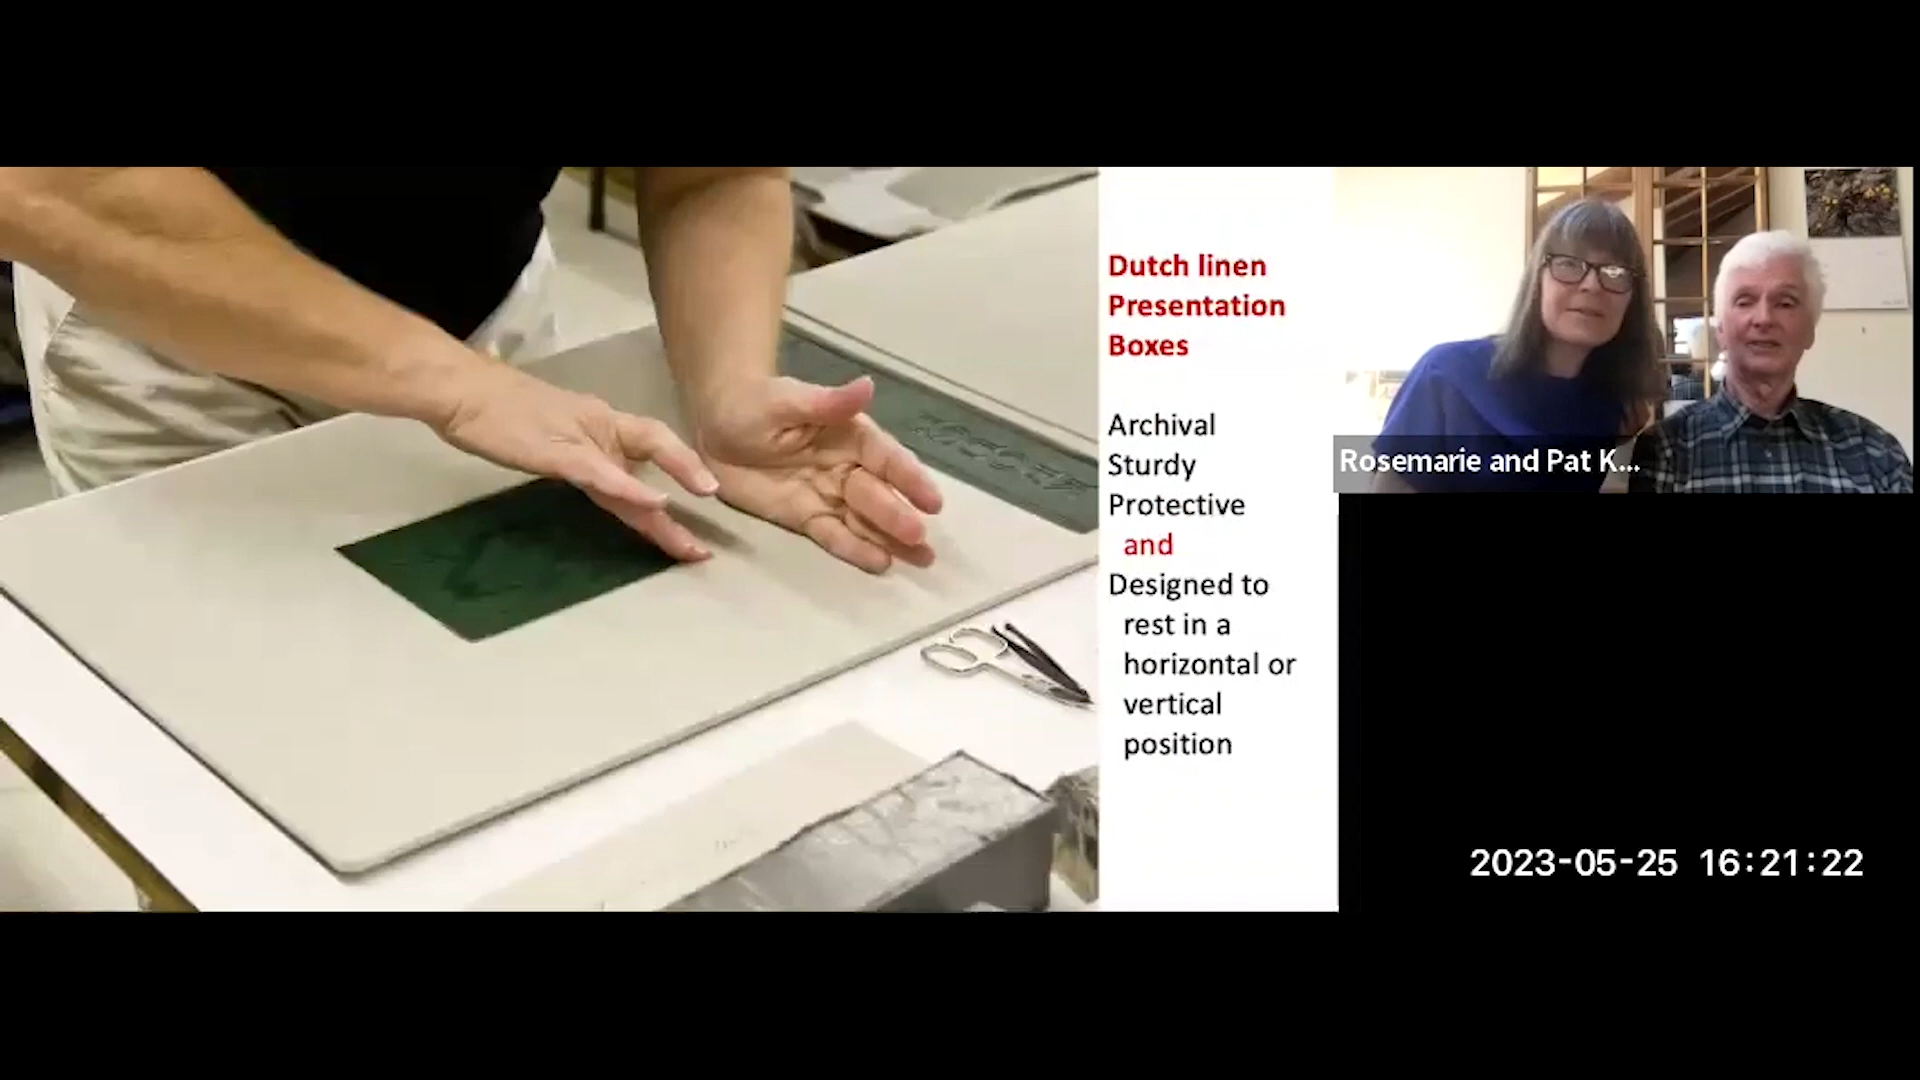 Dutch linen
Presentation
Boxes
Archival
Sturdy
Protective
and
Designed to
rest in a
horizontal or
vertical
position
Rosemarie and Pat K...
2023-05-25 16:21:22